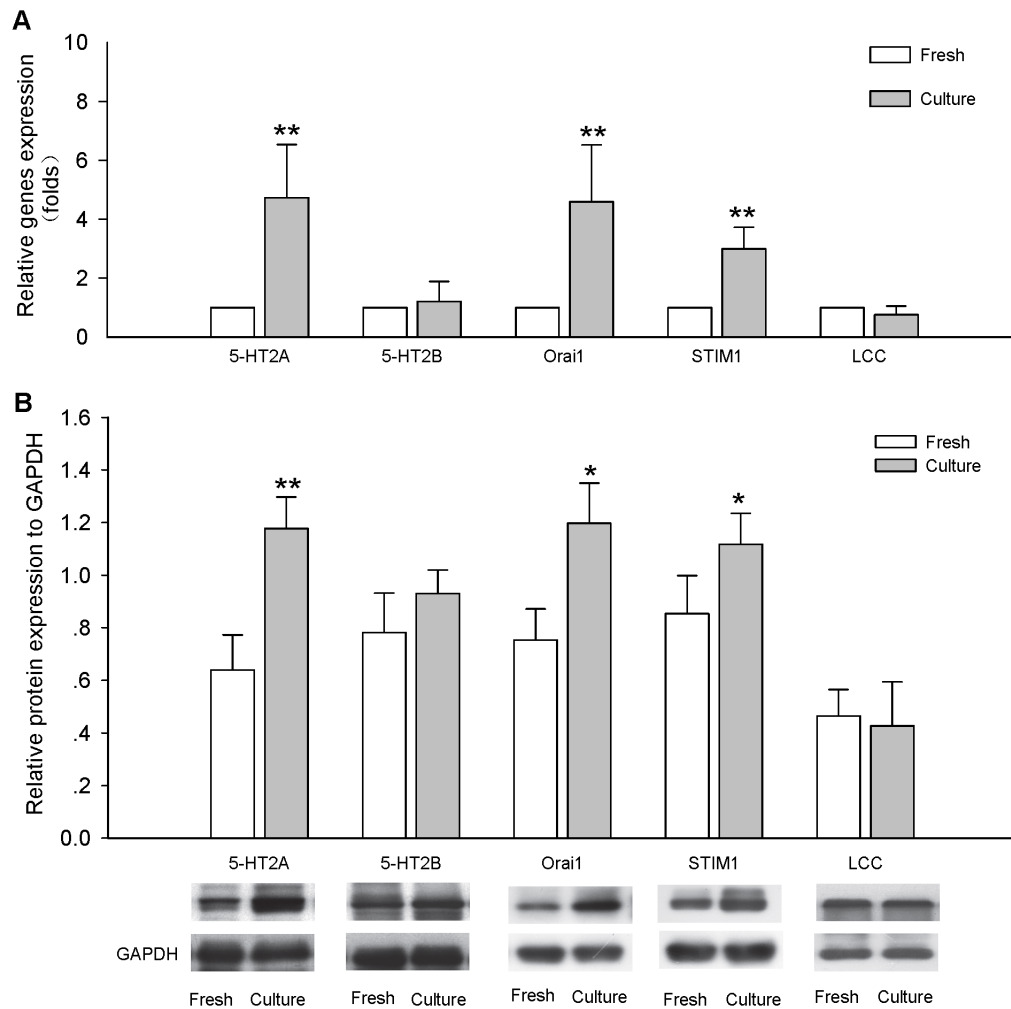 A
Relative genes expression
(folds)
10
8
6
4
2
0
** ** **
Fresh
Culture
5-HT2A 5-HT2B Orai1 STIM1 LCC
B
Relative protein expression to GAPDH
1.6
1.4
1.2
1.0
.8
.6
.4
.2
0.0
** * *
Fresh
Culture
5-HT2A 5-HT2B Orai1 STIM1 LCC
GAPDH
Fresh Culture Fresh Culture Fresh Culture Fresh Culture Fresh Culture